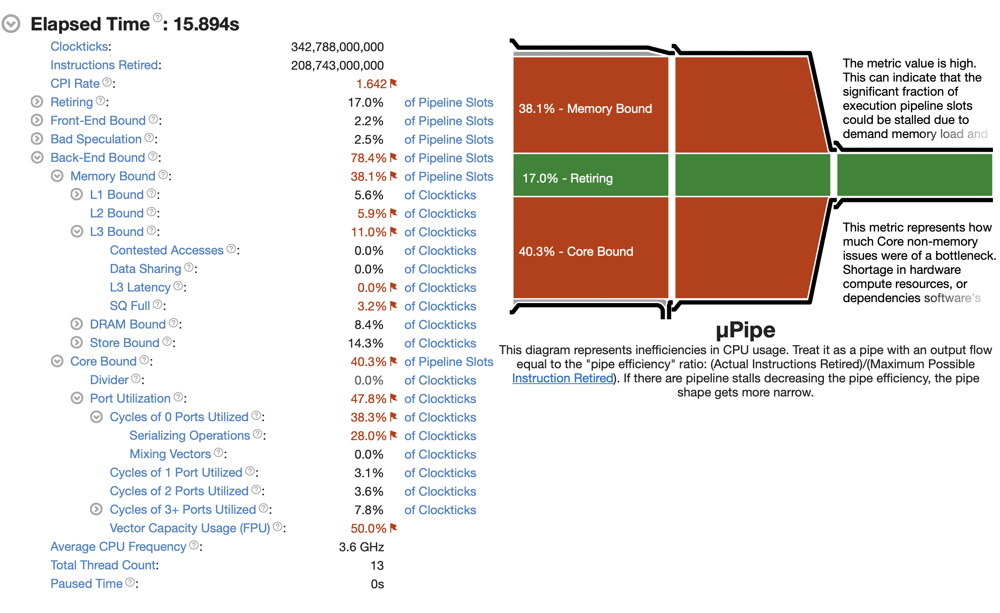 Elapsed Time ?: 15.894s
Clockticks: 342,788,000,000
Instructions Retired: 208,743,000,000
CPI Rate ?: 1.642
Retiring ?: 17.0% of Pipeline Slots
Front-End Bound ?: 2.2% of Pipeline Slots
Bad Speculation ?: 2.5% of Pipeline Slots
Back-End Bound ?: 78.4% of Pipeline Slots
Memory Bound ?: 38.1% of Pipeline Slots
L1 Bound ?: 5.6% of Clockticks
L2 Bound ?: 5.9% of Clockticks
L3 Bound ?: 11.0% of Clockticks
Contested Accesses ?: 0.0% of Clockticks
Data Sharing ?: 0.0% of Clockticks
L3 Latency ?: 0.0% of Clockticks
SQ Full ?: 3.2% of Clockticks
DRAM Bound ?: 8.4% of Clockticks
Store Bound ?: 14.3% of Clockticks
Core Bound ?: 40.3% of Pipeline Slots
Divider ?: 0.0% of Clockticks
Port Utilization ?: 47.8% of Clockticks
Cycles of 0 Ports Utilized ?: 38.3% of Clockticks
Serializing Operations ?: 28.0% of Clockticks
Mixing Vectors ?: 0.0% of Clockticks
Cycles of 1 Port Utilized ?: 3.1% of Clockticks
Cycles of 2 Ports Utilized ?: 3.6% of Clockticks
Cycles of 3+ Ports Utilized ?: 7.8% of Clockticks
Vector Capacity Usage (FPU) ?: 50.0%
Average CPU Frequency ?: 3.6 GHz
Total Thread Count: 13
Paused Time ?: 0s
38.1% - Memory Bound
17.0% - Retiring
40.3% - Core Bound
The metric value is high.
This can indicate that the
significant fraction of
execution pipeline slots
could be stalled due to
demand memory load and
This metric represents how
much Core non-memory
issues were of a bottleneck.
Shortage in hardware
compute resources, or
dependencies software's
µPipe
This diagram represents inefficiencies in CPU usage. Treat it as a pipe with an output flow
equal to the "pipe efficiency" ratio: (Actual Instructions Retired)/(Maximum Possible
Instruction Retired). If there are pipeline stalls decreasing the pipe efficiency, the pipe
shape gets more narrow.